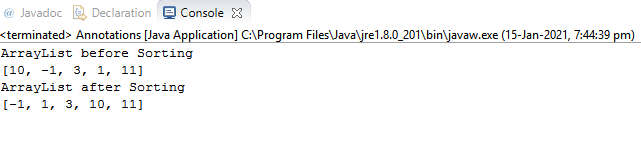 @ Javadoc Declaration Console
<terminated> Annotations [Java Application] C:\Program Files\Java\jre1.8.0_201\bin\javaw.exe (15-Jan-2021, 7:44:39 pm)
ArrayList before Sorting
[10, -1, 3, 1, 11]
ArrayList after Sorting
[-1, 1, 3, 10, 11]